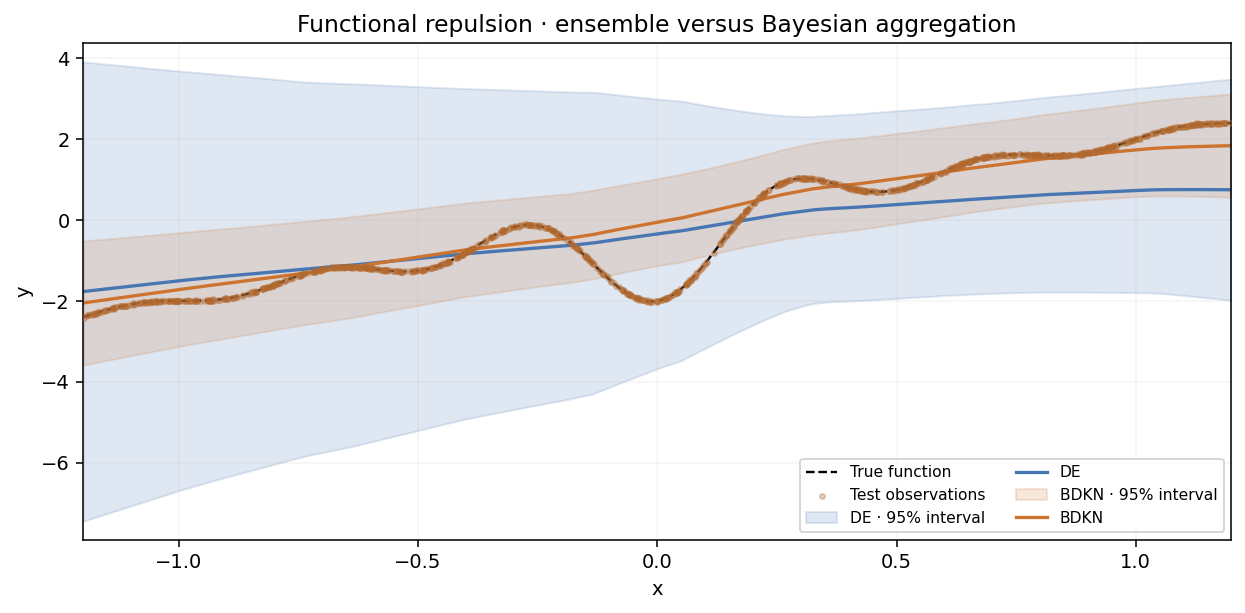 Functional repulsion · ensemble versus Bayesian aggregation
4
2
0
−2
−4
−6
y
−1.0
−0.5
0.0
0.5
1.0
x
True function
Test observations
DE · 95% interval
DE
BDKN · 95% interval
BDKN